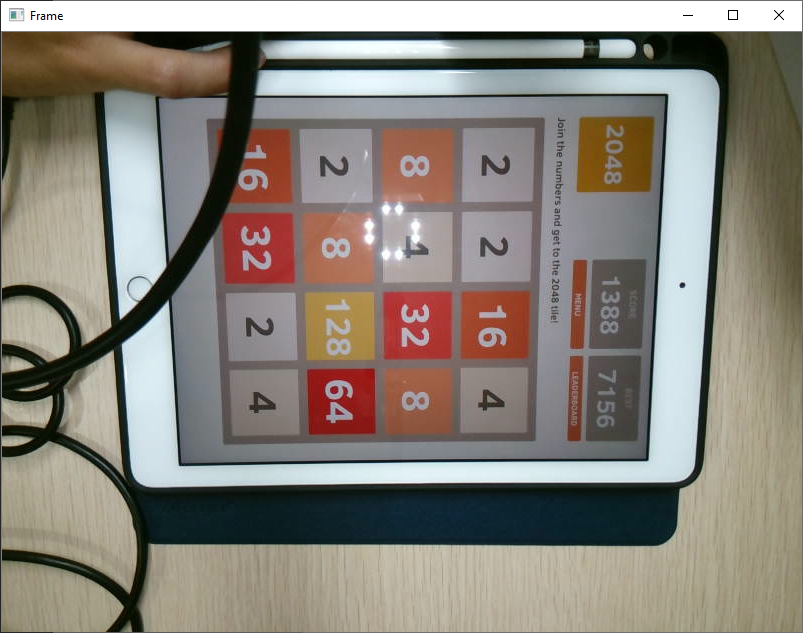 Frame
2048
SCORE
BEST
1388
7156
MENU
LEADERBOARD
Join the numbers and get to the 2048 tile!
2 2 16 4
8 4 32 8
2 8 128 64
16 32 2 4